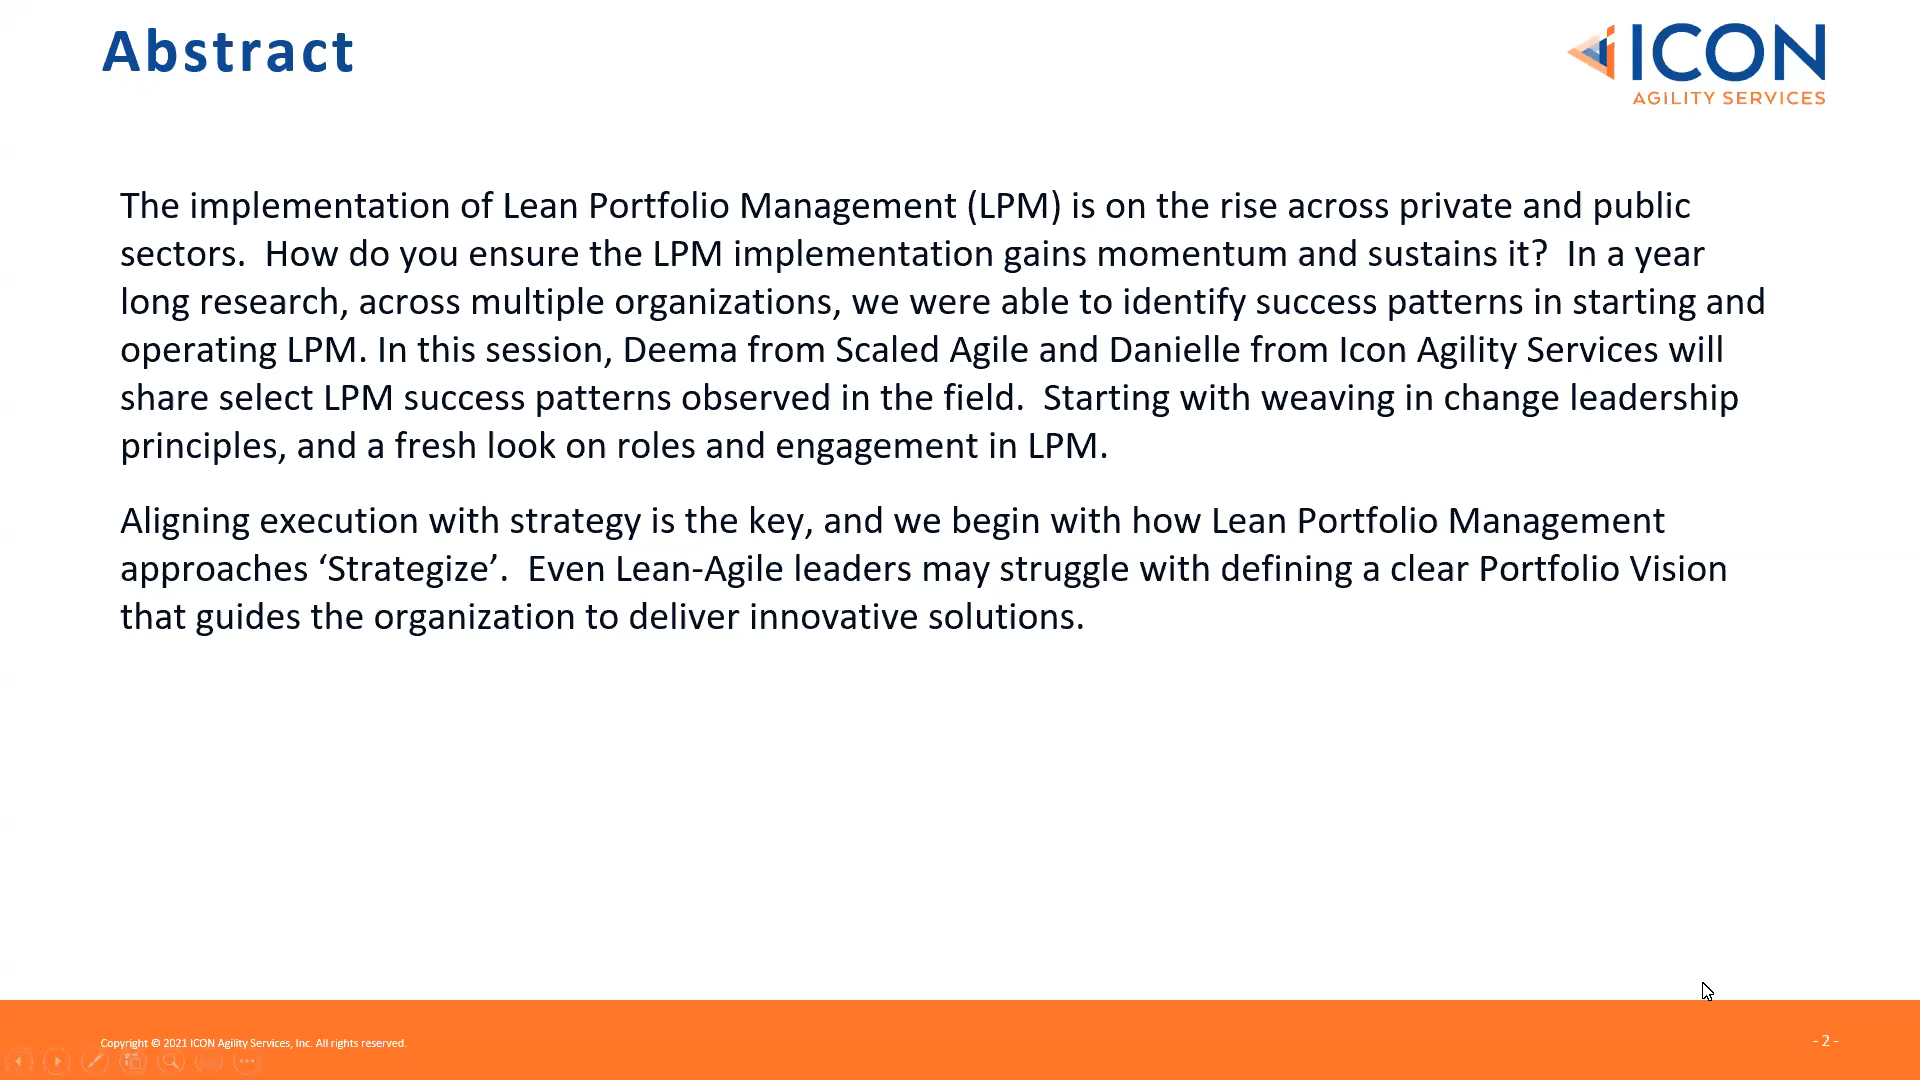 Abstract
ICON
AGILITY SERVICES
The implementation of Lean Portfolio Management (LPM) is on the rise across private and public
sectors.  How do you ensure the LPM implementation gains momentum and sustains it?  In a year
long research, across multiple organizations, we were able to identify success patterns in starting and
operating LPM. In this session, Deema from Scaled Agile and Danielle from Icon Agility Services will
share select LPM success patterns observed in the field.  Starting with weaving in change leadership
principles, and a fresh look on roles and engagement in LPM.
Aligning execution with strategy is the key, and we begin with how Lean Portfolio Management
approaches ‘Strategize’.  Even Lean-Agile leaders may struggle with defining a clear Portfolio Vision
that guides the organization to deliver innovative solutions.
Copyright © 2021 ICON Agility Services, Inc. All rights reserved.
- 2 -